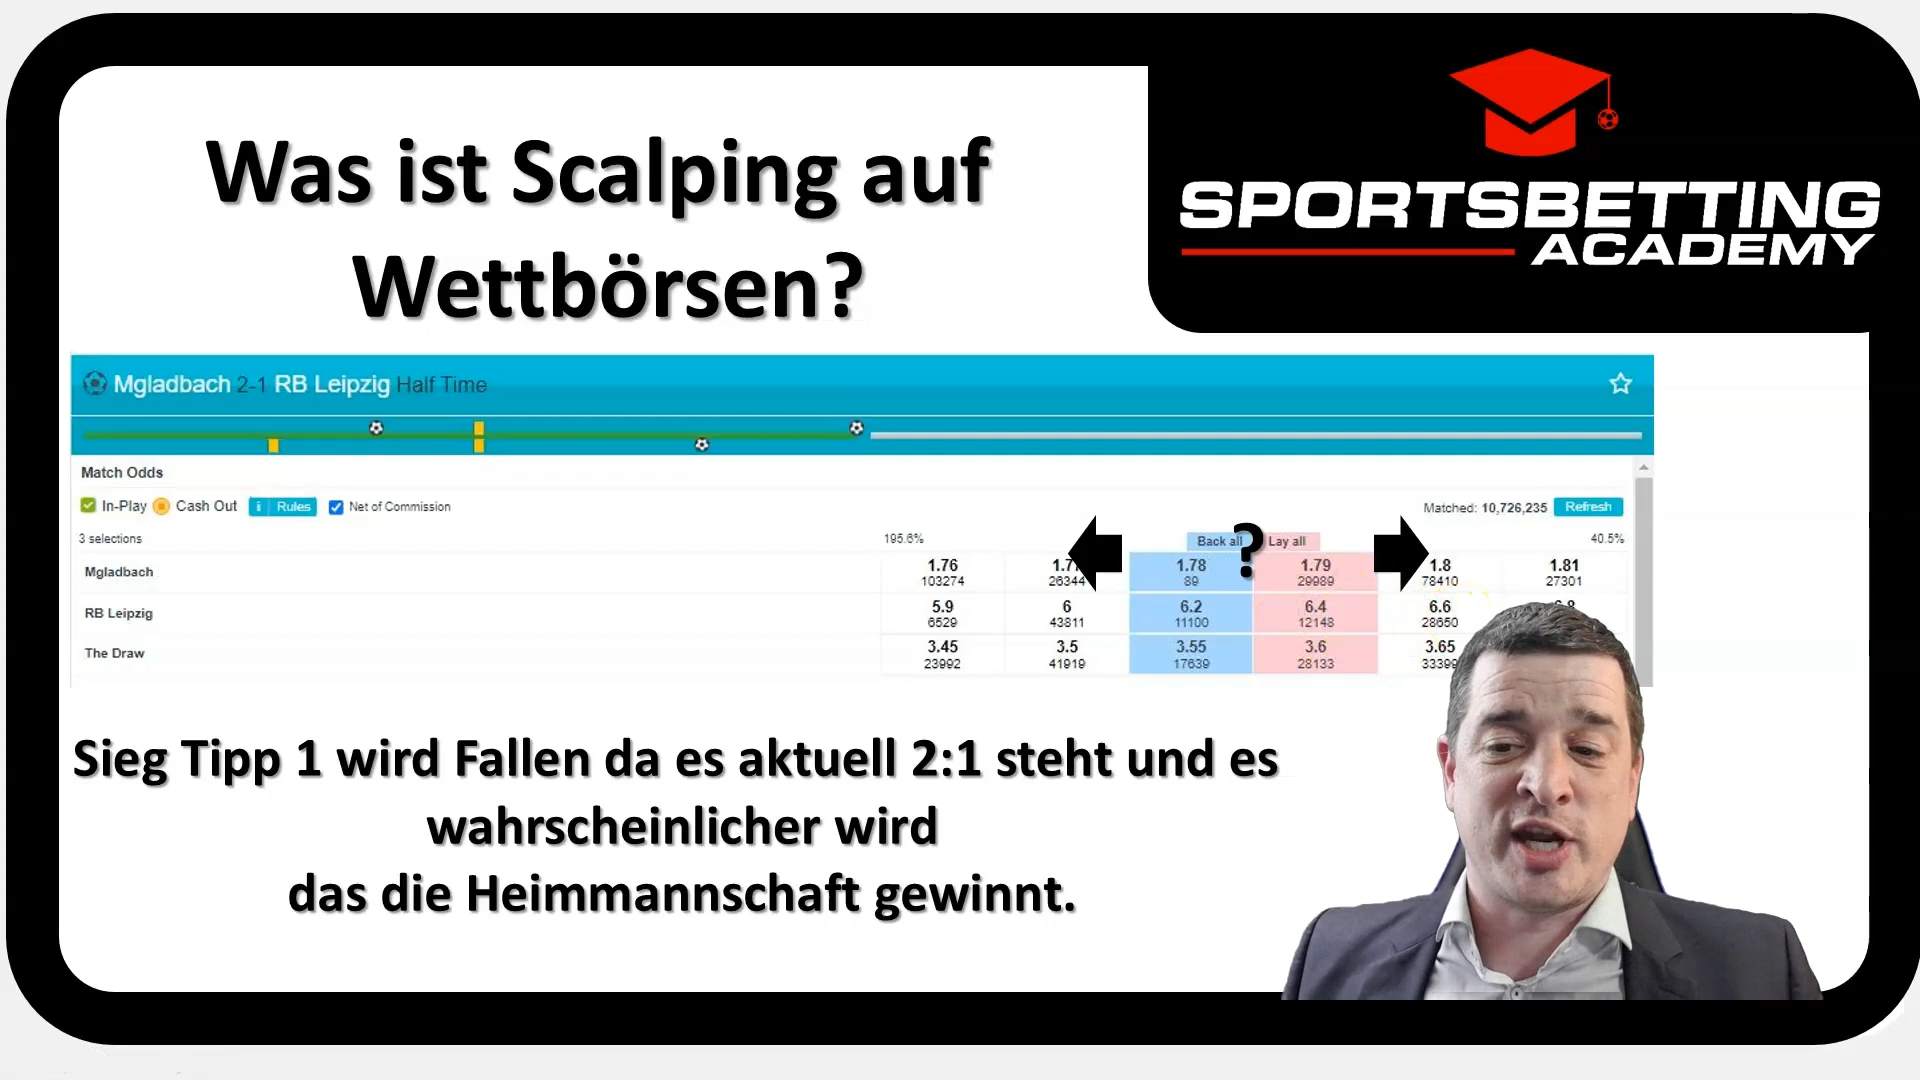 Was ist Scalping auf
Wettbörsen?
SPORTSBETTING
ACADEMY
Mgladbach 2-1 RB Leipzig Half Time
Match Odds
In-Play Cash Out i Rules Net of Commission
Matched: 10,726,235 Refresh
3 selections 195.6% Back all ? Lay all 40.5%
Mgladbach 1.76 1.78 1.79 1.8 1.81
103274 26344 89 29989 78410 27301
RB Leipzig 5.9 6 6.2 6.4 6.6
6529 43811 11100 12148 28650
The Draw 3.45 3.5 3.55 3.6 3.65
23992 41919 17639 28133
Sieg Tipp 1 wird Fallen da es aktuell 2:1 steht und es
wahrscheinlicher wird
das die Heimmannschaft gewinnt.